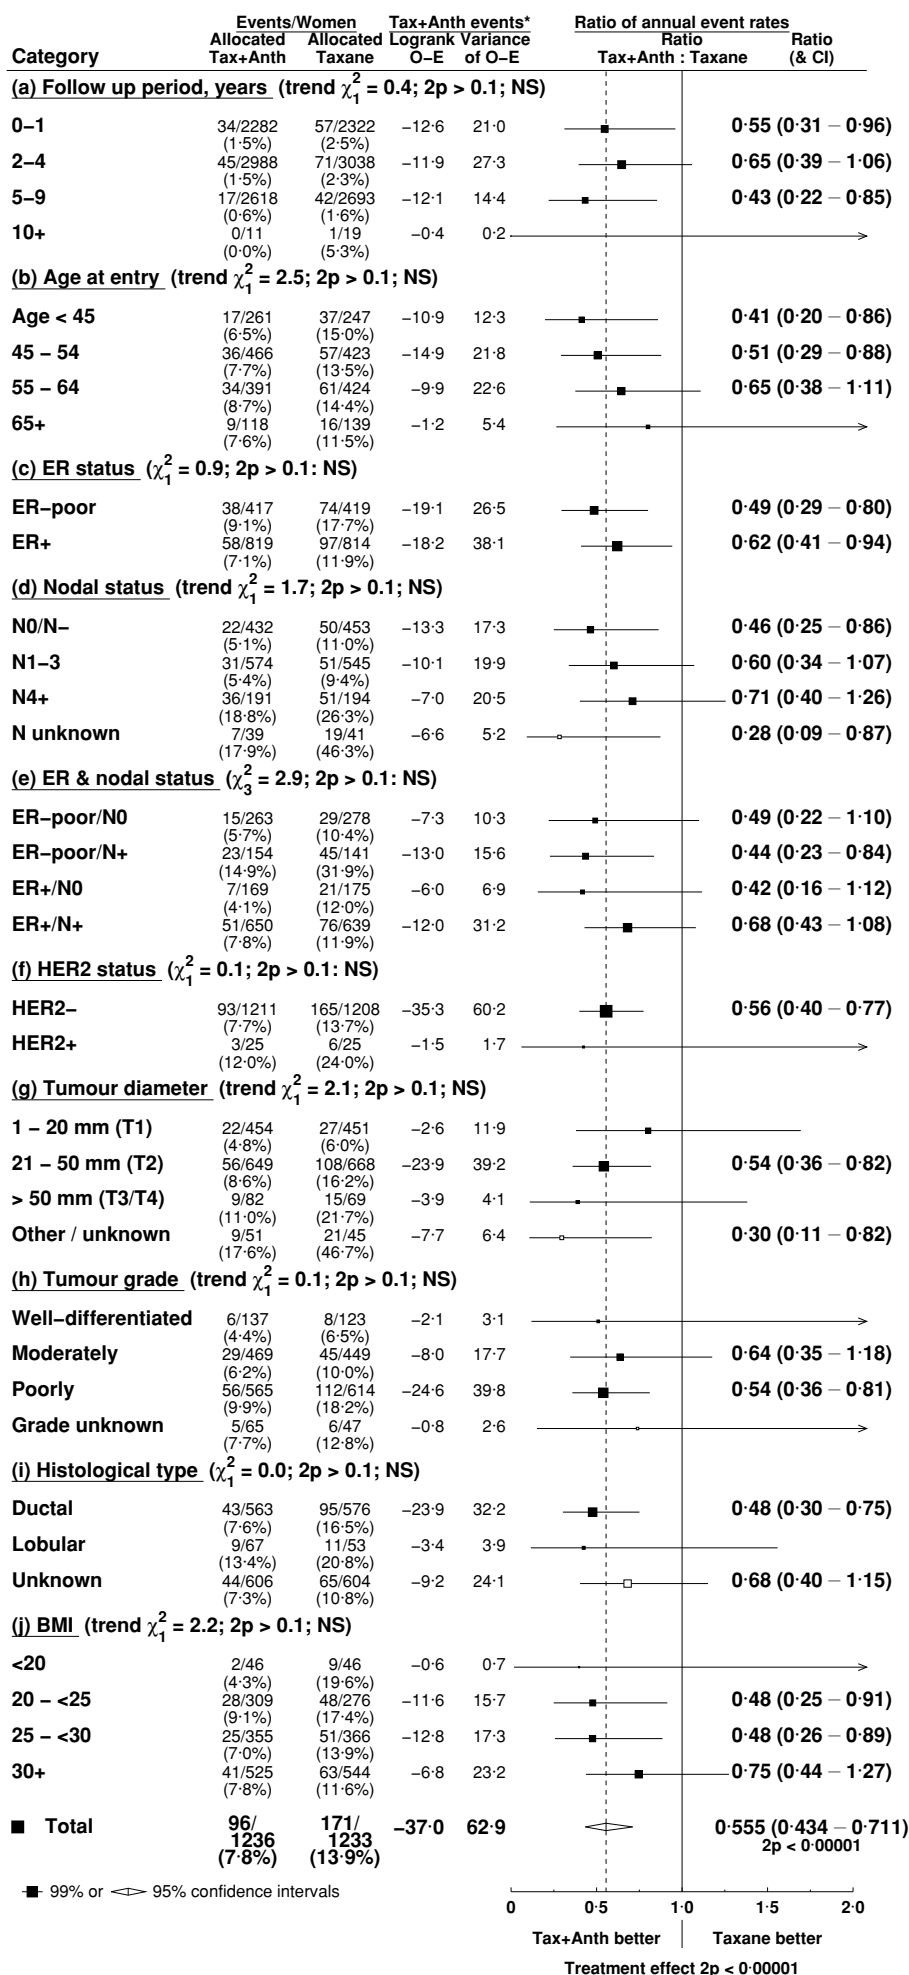 Events/Women Tax+Anth events* Ratio of annual event rates
Allocated Allocated Logrank Variance Ratio Ratio
Category Tax+Anth Taxane O−E of O−E Tax+Anth : Taxane (& CI)
(a) Follow up period, years (trend χ²₁ = 0·4; 2p > 0·1; NS)
0−1 34/2282 57/2322 −12·6 21·0 0·55 (0·31 − 0·96)
(1·5%) (2·5%)
2−4 45/2988 71/3038 −11·9 27·3 0·65 (0·39 − 1·06)
(1·5%) (2·3%)
5−9 17/2618 42/2693 −12·1 14·4 0·43 (0·22 − 0·85)
(0·6%) (1·6%)
10+ 0/11 1/19 −0·4 0·2
(0·0%) (5·3%)
(b) Age at entry (trend χ²₁ = 2·5; 2p > 0·1; NS)
Age < 45 17/261 37/247 −10·9 12·3 0·41 (0·20 − 0·86)
(6·5%) (15·0%)
45 − 54 36/466 57/423 −14·9 21·8 0·51 (0·29 − 0·88)
(7·7%) (13·5%)
55 − 64 34/391 61/424 −9·9 22·6 0·65 (0·38 − 1·11)
(8·7%) (14·4%)
65+ 9/118 16/139 −1·2 5·4
(7·6%) (11·5%)
(c) ER status (χ²₁ = 0·9; 2p > 0·1: NS)
ER−poor 38/417 74/419 −19·1 26·5 0·49 (0·29 − 0·80)
(9·1%) (17·7%)
ER+ 58/819 97/814 −18·2 38·1 0·62 (0·41 − 0·94)
(7·1%) (11·9%)
(d) Nodal status (trend χ²₁ = 1·7; 2p > 0·1; NS)
N0/N− 22/432 50/453 −13·3 17·3 0·46 (0·25 − 0·86)
(5·1%) (11·0%)
N1−3 31/574 51/545 −10·1 19·9 0·60 (0·34 − 1·07)
(5·4%) (9·4%)
N4+ 36/191 51/194 −7·0 20·5 0·71 (0·40 − 1·26)
(18·8%) (26·3%)
N unknown 7/39 19/41 −6·6 5·2 0·28 (0·09 − 0·87)
(17·9%) (46·3%)
(e) ER & nodal status (χ²₃ = 2·9; 2p > 0·1: NS)
ER−poor/N0 15/263 29/278 −7·3 10·3 0·49 (0·22 − 1·10)
(5·7%) (10·4%)
ER−poor/N+ 23/154 45/141 −13·0 15·6 0·44 (0·23 − 0·84)
(14·9%) (31·9%)
ER+/N0 7/169 21/175 −6·0 6·9 0·42 (0·16 − 1·12)
(4·1%) (12·0%)
ER+/N+ 51/650 76/639 −12·0 31·2 0·68 (0·43 − 1·08)
(7·8%) (11·9%)
(f) HER2 status (χ²₁ = 0·1; 2p > 0·1: NS)
HER2− 93/1211 165/1208 −35·3 60·2 0·56 (0·40 − 0·77)
(7·7%) (13·7%)
HER2+ 3/25 6/25 −1·5 1·7
(12·0%) (24·0%)
(g) Tumour diameter (trend χ²₁ = 2·1; 2p > 0·1; NS)
1 − 20 mm (T1) 22/454 27/451 −2·6 11·9
(4·8%) (6·0%)
21 − 50 mm (T2) 56/649 108/668 −23·9 39·2 0·54 (0·36 − 0·82)
(8·6%) (16·2%)
> 50 mm (T3/T4) 9/82 15/69 −3·9 4·1
(11·0%) (21·7%)
Other / unknown 9/51 21/45 −7·7 6·4 0·30 (0·11 − 0·82)
(17·6%) (46·7%)
(h) Tumour grade (trend χ²₁ = 0·1; 2p > 0·1; NS)
Well−differentiated 6/137 8/123 −2·1 3·1
(4·4%) (6·5%)
Moderately 29/469 45/449 −8·0 17·7 0·64 (0·35 − 1·18)
(6·2%) (10·0%)
Poorly 56/565 112/614 −24·6 39·8 0·54 (0·36 − 0·81)
(9·9%) (18·2%)
Grade unknown 5/65 6/47 −0·8 2·6
(7·7%) (12·8%)
(i) Histological type (χ²₁ = 0·0; 2p > 0·1; NS)
Ductal 43/563 95/576 −23·9 32·2 0·48 (0·30 − 0·75)
(7·6%) (16·5%)
Lobular 9/67 11/53 −3·4 3·9
(13·4%) (20·8%)
Unknown 44/606 65/604 −9·2 24·1 0·68 (0·40 − 1·15)
(7·3%) (10·8%)
(j) BMI (trend χ²₁ = 2·2; 2p > 0·1; NS)
<20 2/46 9/46 −0·6 0·7
(4·3%) (19·6%)
20 − <25 28/309 48/276 −11·6 15·7 0·48 (0·25 − 0·91)
(9·1%) (17·4%)
25 − <30 25/355 51/366 −12·8 17·3 0·48 (0·26 − 0·89)
(7·0%) (13·9%)
30+ 41/525 63/544 −6·8 23·2 0·75 (0·44 − 1·27)
(7·8%) (11·6%)
Total 96/ 171/ −37·0 62·9 0·555 (0·434 − 0·711)
1236 1233 2p < 0·00001
(7·8%) (13·9%)
99% or 95% confidence intervals
0 0·5 1·0 1·5 2·0
Tax+Anth better Taxane better
Treatment effect 2p < 0·00001